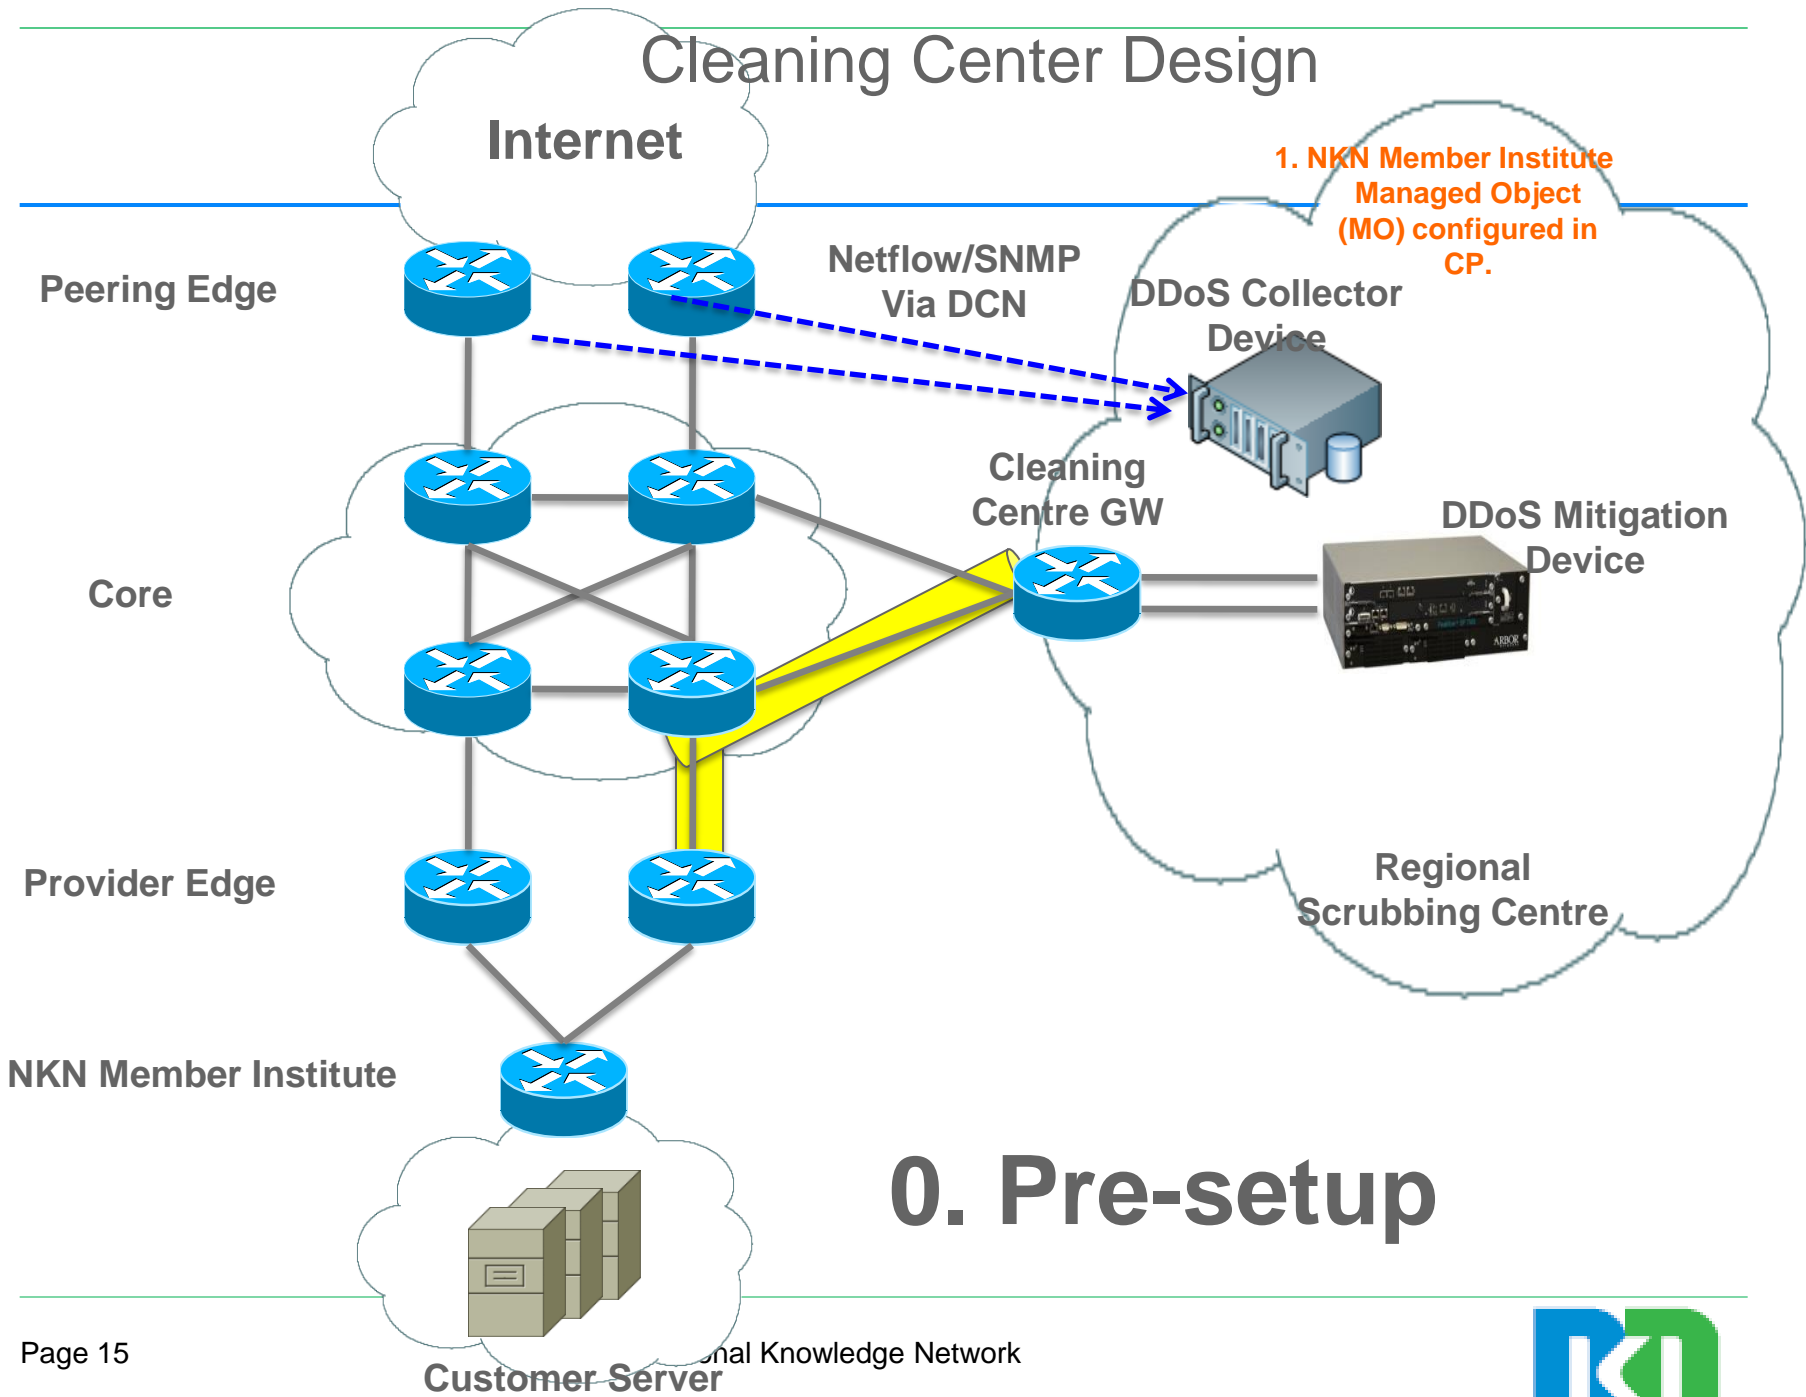 Cleaning Center Design
Internet
1. NKN Member Institute
Managed Object
(MO) configured in
CP.
Netflow/SNMP
Via DCN
Peering Edge
DDoS Collector
Device
Cleaning
Centre GW
DDoS Mitigation
Device
Core
ARBOR
Regional
Scrubbing Centre
Provider Edge
NKN Member Institute
0. Pre-setup
Page 15
Knowledge Network
Customer Server